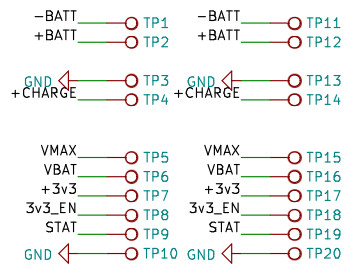 -BATT TP1
+BATT TP2
GND TP3
+CHARGE TP4
VMAX TP5
VBAT TP6
+3v3 TP7
3v3_EN TP8
STAT TP9
GND TP10
-BATT TP11
+BATT TP12
GND TP13
+CHARGE TP14
VMAX TP15
VBAT TP16
+3v3 TP17
3v3_EN TP18
STAT TP19
GND TP20